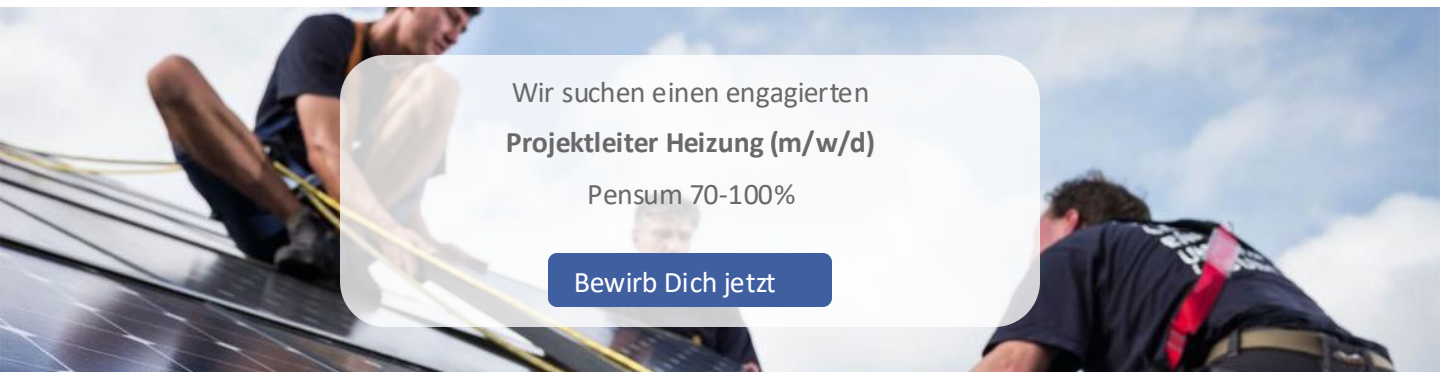 Wir suchen einen engagierten
Projektleiter Heizung (m/w/d)
Pensum 70-100%
Bewirb Dich jetzt